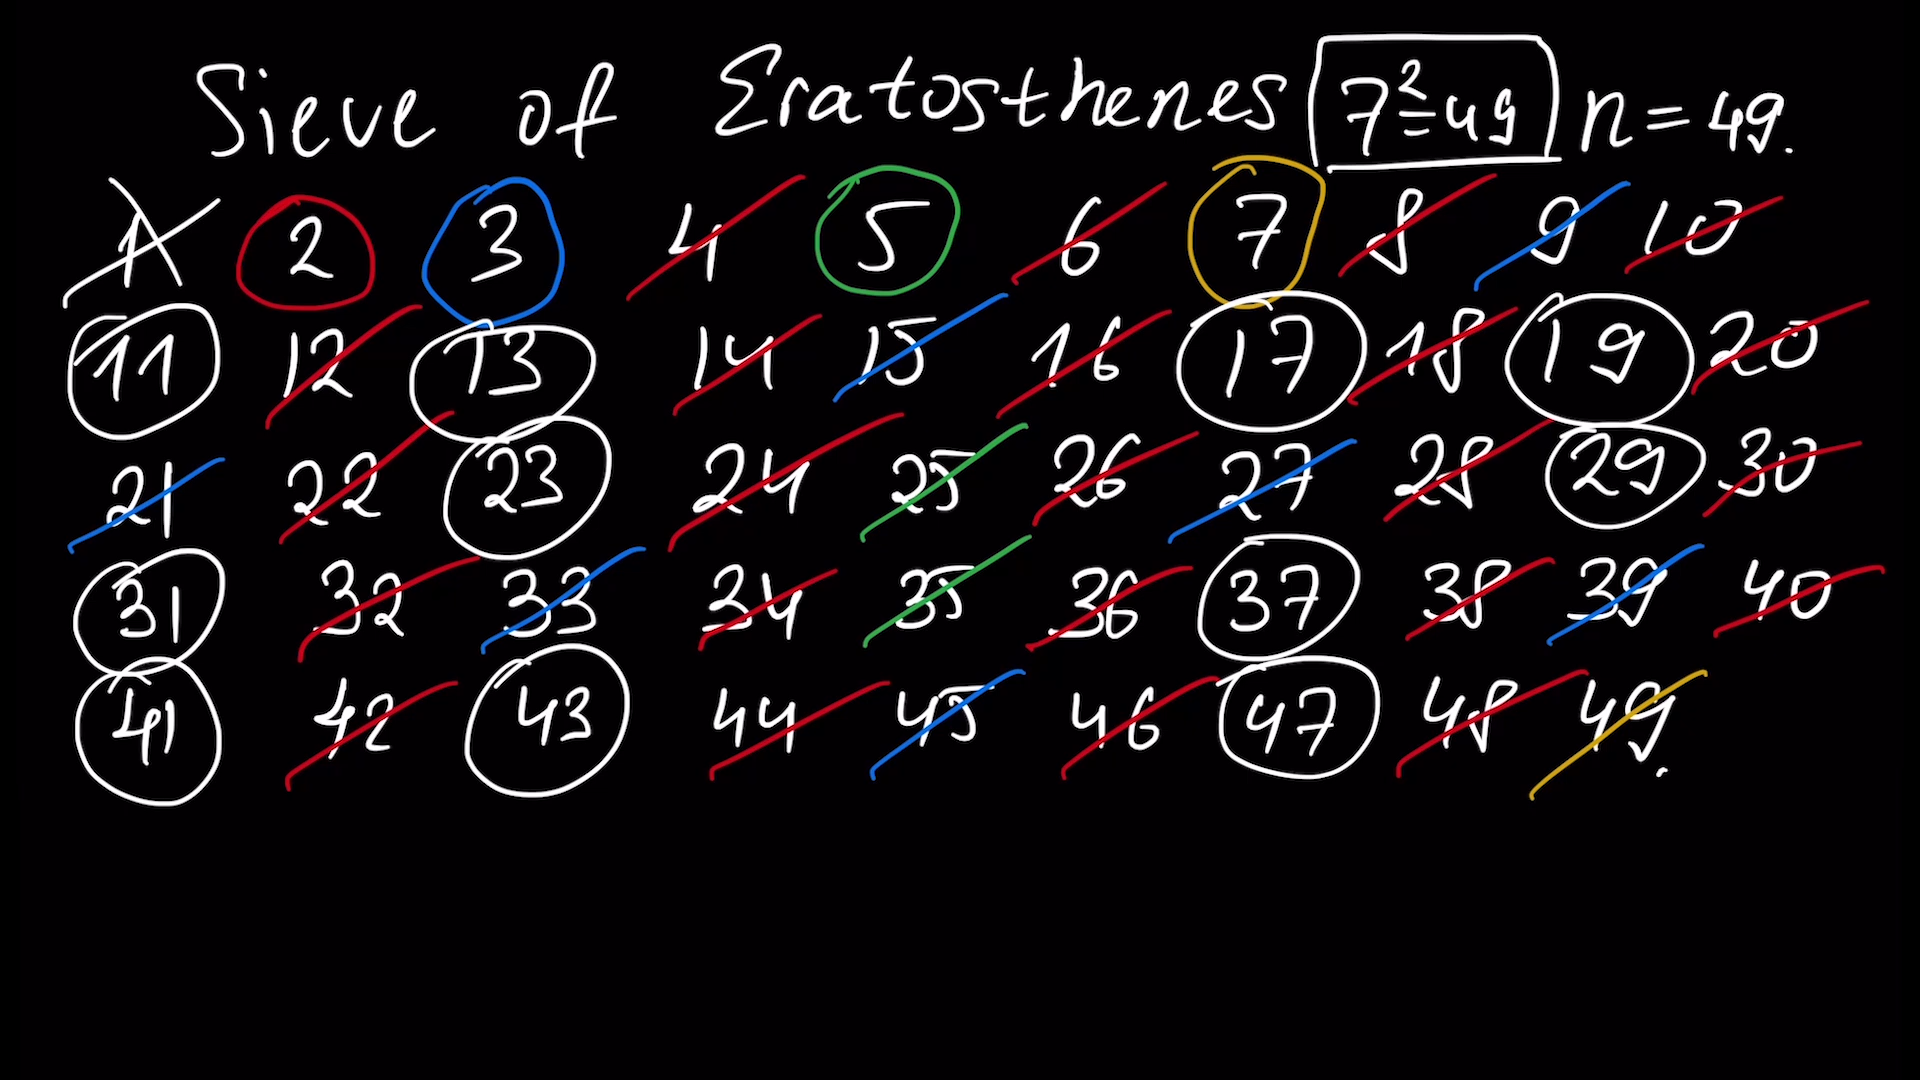 Sieve of Eratosthenes 7²=49 n=49.
1 2 3 4 5 6 7 8 9 10
11 12 13 14 15 16 17 18 19 20
21 22 23 24 25 26 27 28 29 30
31 32 33 34 35 36 37 38 39 40
41 42 43 44 45 46 47 48 49.